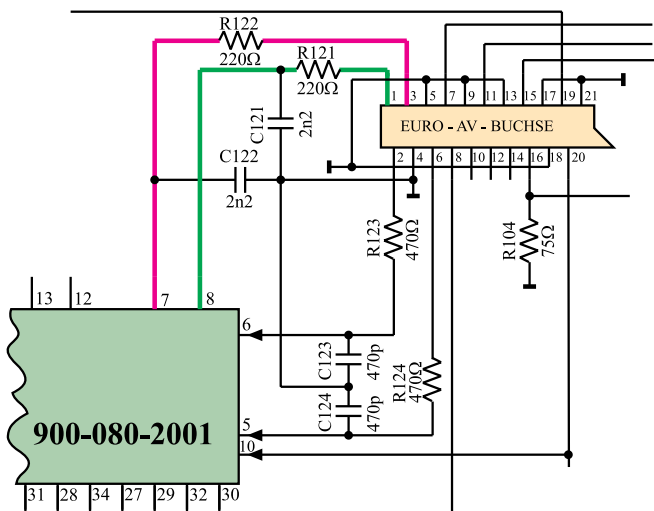 R122
220Ω
R121
220Ω
C121
2n2
C122
2n2
1 3 5 7 9 11 13 15 17 19 21
EURO - AV - BUCHSE
2 4 6 8 10 12 14 16 18 20
R123
470Ω
R104
75Ω
13 12 7 8
6
C123
470p
R124
470Ω
C124
470p
5
10
900-080-2001
31 28 34 27 29 32 30